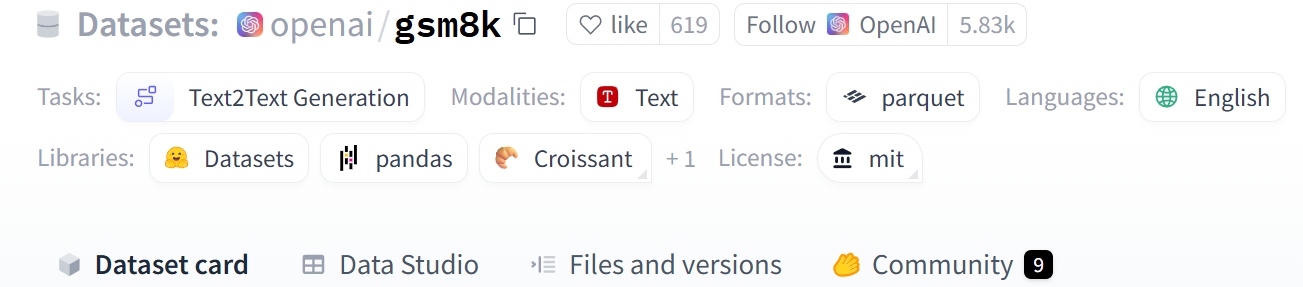 Datasets: openai/gsm8k like 619 Follow OpenAI 5.83k
Tasks: Text2Text Generation Modalities: Text Formats: parquet Languages: English
Libraries: Datasets pandas Croissant + 1 License: mit
Dataset card Data Studio Files and versions Community 9